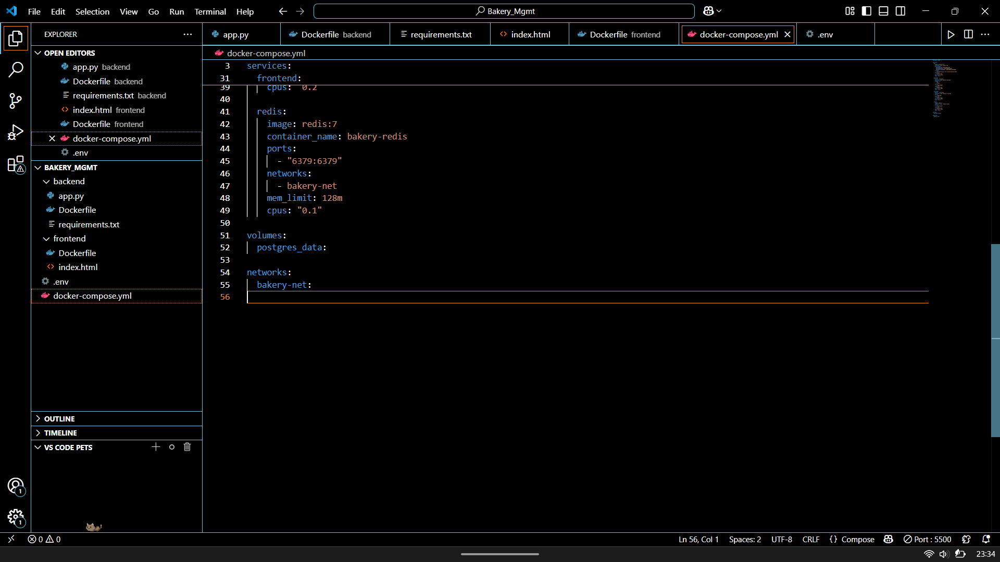 File Edit Selection View Go Run Terminal Help
Bakery_Mgmt
EXPLORER
OPEN EDITORS
app.py backend
Dockerfile backend
requirements.txt backend
index.html frontend
Dockerfile frontend
docker-compose.yml
.env
BAKERY_MGMT
backend
app.py
Dockerfile
requirements.txt
frontend
Dockerfile
index.html
.env
docker-compose.yml
OUTLINE
TIMELINE
VS CODE PETS
1
1
app.py Dockerfile backend requirements.txt index.html Dockerfile frontend docker-compose.yml .env
docker-compose.yml
3 services:
31 frontend:
39 cpus: "0.2"
40
41 redis:
42 image: redis:7
43 container_name: bakery-redis
44 ports:
45 - "6379:6379"
46 networks:
47 - bakery-net
48 mem_limit: 128m
49 cpus: "0.1"
50
51 volumes:
52 postgres_data:
53
54 networks:
55 bakery-net:
56
0 0 Ln 56, Col 1 Spaces: 2 UTF-8 CRLF {} Compose Port : 5500
23:34